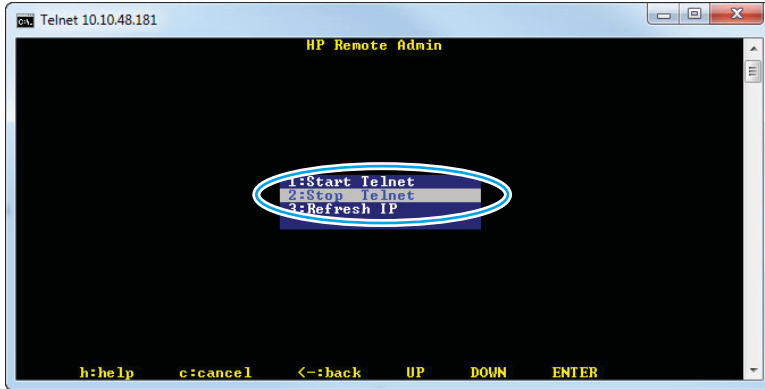 Telnet 10.10.48.181
HP Remote Admin
1:Start Telnet
2:Stop Telnet
3:Refresh IP
h:help c:cancel <-:back UP DOWN ENTER